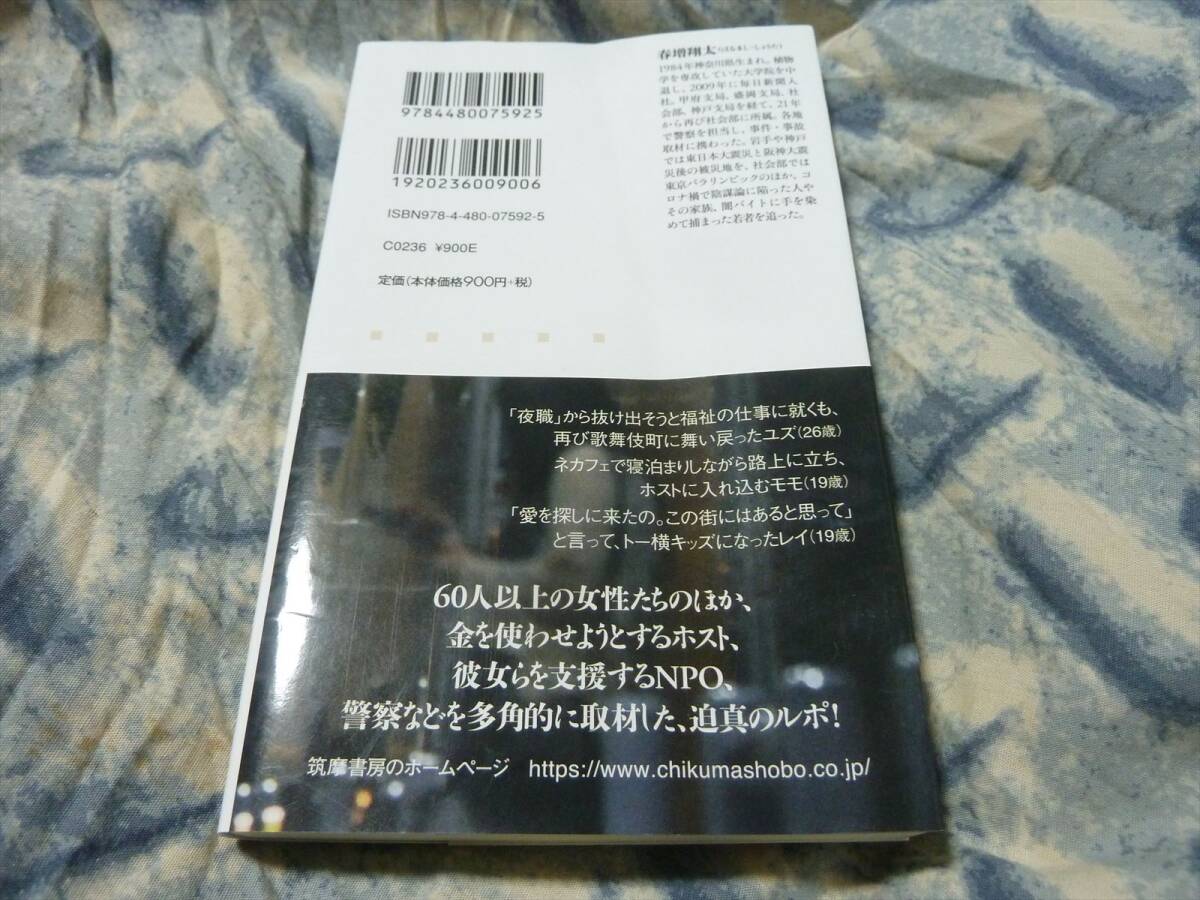 9784480075925
1920236009006
ISBN978-4-480-07592-5
C0236 ¥900E
定価(本体価格900円+税)
春増翔太(はるまし・しょうた)
1984年神奈川県生まれ。植物
学を専攻していた大学院を中
退し、2009年に毎日新聞入
社。甲府支局、盛岡支局、社
会部、神戸支局を経て、21年
から再び社会部に所属。各地
で警察を担当し、事件・事故
取材に携わった。岩手や神戸
では東日本大震災と阪神大震
災後の被災地を、社会部では
東京パラリンピックのほか、コ
ロナ禍で陰謀論に陥った人や
その家族、闇バイトに手を染
めて捕まった若者を追った。
「夜職」から抜け出そうと福祉の仕事に就くも、
再び歌舞伎町に舞い戻ったユズ(26歳)
ネカフェで寝泊まりしながら路上に立ち、
ホストに入れ込むモモ(19歳)
「愛を探しに来たの。この街にはあると思って」
と言って、トー横キッズになったレイ(19歳)
60人以上の女性たちのほか、
金を使わせようとするホスト、
彼女らを支援するNPO、
警察などを多角的に取材した、迫真のルポ!
筑摩書房のホームページ https://www.chikumashobo.co.jp/